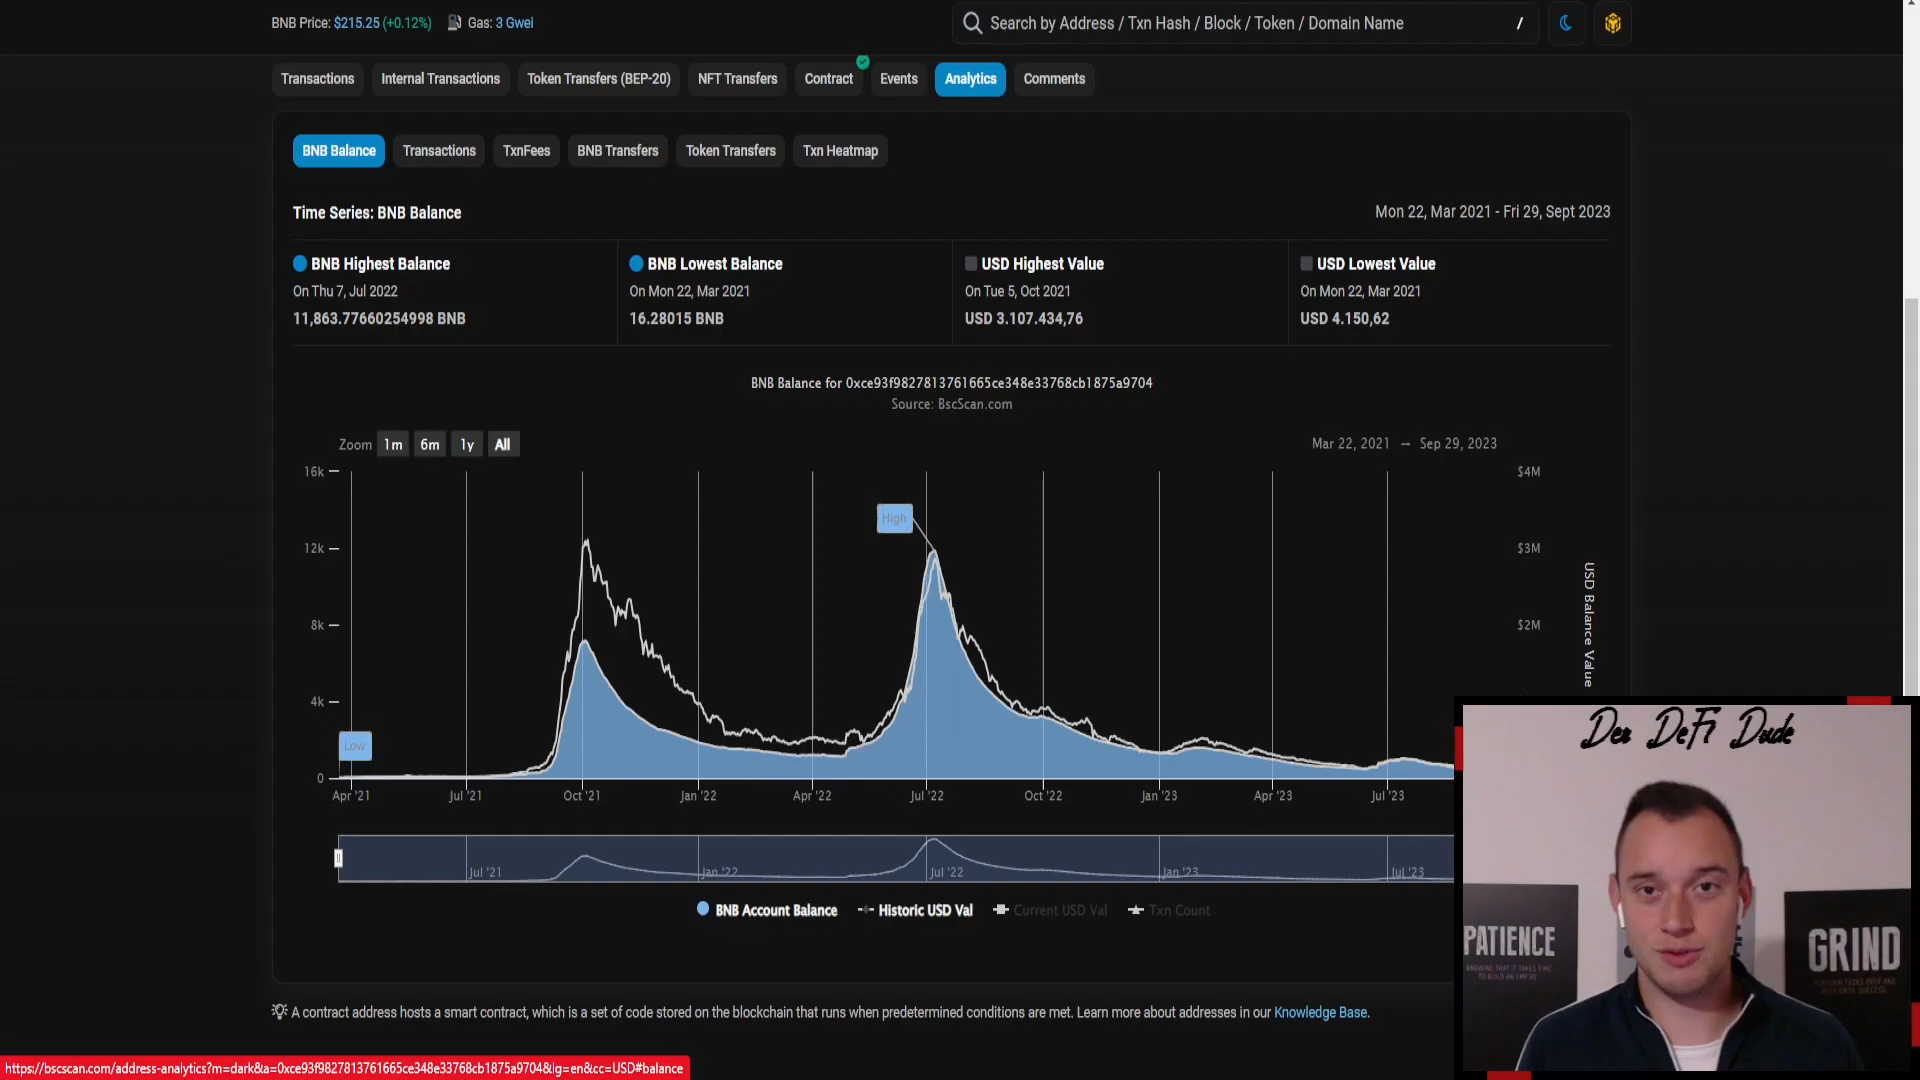 BNB Price: $215.25 (+0.12%) Gas: 3 Gwei
Search by Address / Txn Hash / Block / Token / Domain Name /
Transactions Internal Transactions Token Transfers (BEP-20) NFT Transfers Contract Events Analytics Comments
BNB Balance Transactions TxnFees BNB Transfers Token Transfers Txn Heatmap
Time Series: BNB Balance Mon 22, Mar 2021 - Fri 29, Sept 2023
BNB Highest Balance
On Thu 7, Jul 2022
11,863.77660254998 BNB
BNB Lowest Balance
On Mon 22, Mar 2021
16.28015 BNB
USD Highest Value
On Tue 5, Oct 2021
USD 3.107.434,76
USD Lowest Value
On Mon 22, Mar 2021
USD 4.150,62
BNB Balance for 0xce93f9827813761665ce348e33768cb1875a9704
Source: BscScan.com
Zoom 1m 6m 1y All Mar 22, 2021 → Sep 29, 2023
16k $4M
High
12k $3M
8k $2M
USD Balance Value
4k
Low
0
Apr '21 Jul '21 Oct '21 Jan '22 Apr '22 Jul '22 Oct '22 Jan '23 Apr '23 Jul '23
Jul '21 Jan '22 Jul '22 Jan '23 Jul '23
BNB Account Balance Historic USD Val Current USD Val Txn Count
A contract address hosts a smart contract, which is a set of code stored on the blockchain that runs when predetermined conditions are met. Learn more about addresses in our Knowledge Base.
https://bscscan.com/address-analytics?m=dark&a=0xce93f9827813761665ce348e33768cb1875a9704&lg=en&cc=USD#balance
Der DeFi Dude
PATIENCE
KNOWING THAT IT TAKES TIME
TO BUILD AN EMPIRE
GRIND